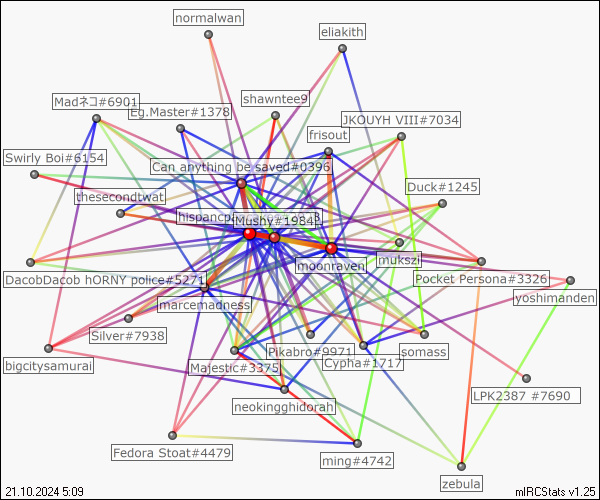 normalwan
eliakith
shawntee9
Madネコ#6901
Eg.Master#1378
JKOUYH VIII#7034
frisout
Swirly Boi#6154
Can anything be saved#0396
Duck#1245
thesecondtwat
Mushy#1984
mukszi
moonraven
DacobDacob hORNY police#5271
Pocket Persona#3326
yoshimanden
marcemadness
Silver#7938
Pikabro#9971
somass
bigcitysamurai
Majestic#3375
Cypha#1717
LPK2387 #7690
neokingghidorah
Fedora Stoat#4479
ming#4742
zebula
21.10.2024 5:09
mIRCStats v1.25